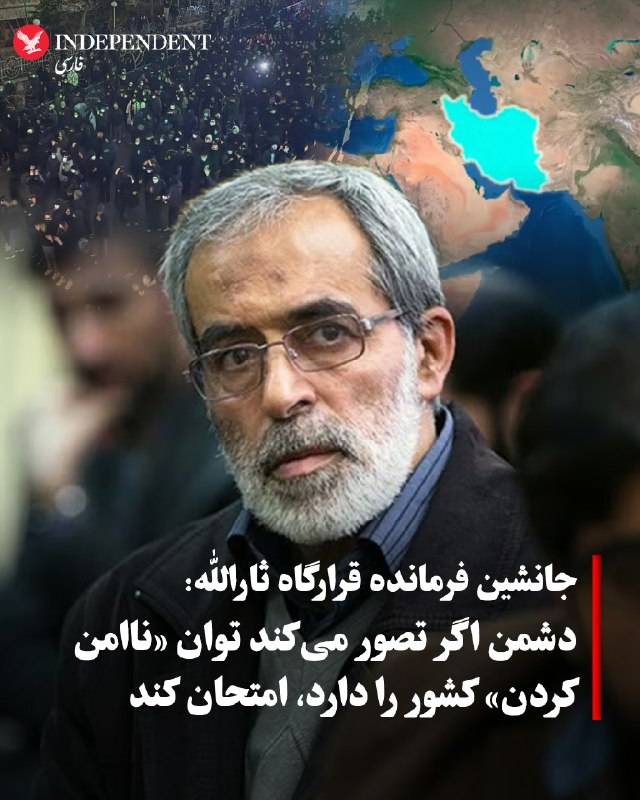 INDEPENDENT
فارسی
جانشین فرمانده قرارگاه ثارالله:
دشمن اگر تصور می‌کند توان «ناامن
کردن» کشور را دارد، امتحان کند